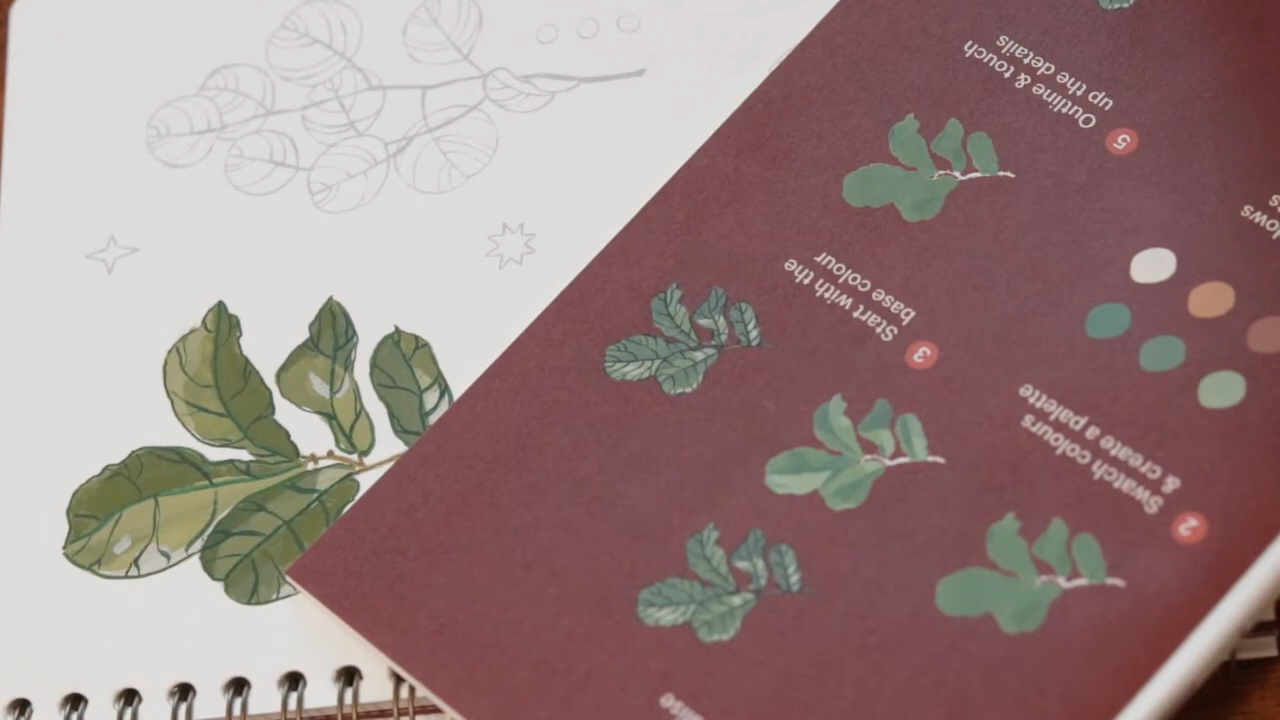 2
Swatch colours
& create a palette
3
Start with the
base colour
5
Outline & touch
up the details